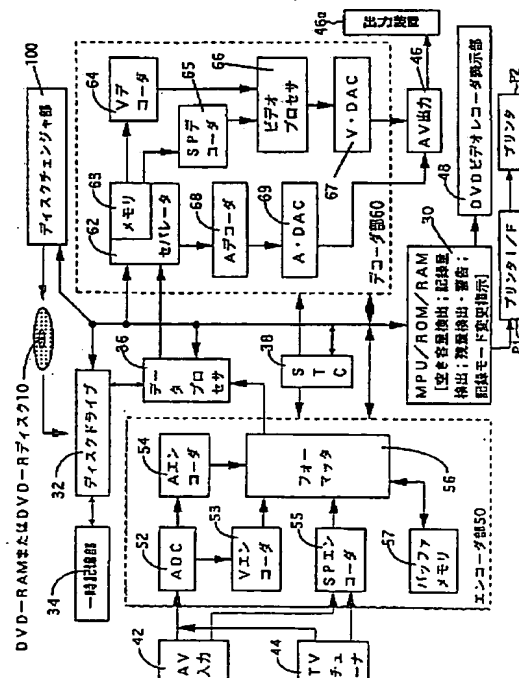 DVD-RAMまたはDVD-Rディスク10
ディスクチェンジャ部
100
34
一時記憶部
32
ディスクドライブ
36
データプロセサ
38
STC
42
AV入力
44
TVチューナ
52
ADC
53
Vエンコーダ
54
Aエンコーダ
55
SPエンコーダ
56
フォーマッタ
57
バッファメモリ
エンコーダ部50
62
セパレータ
63
メモリ
64
Vデコーダ
65
SPデコーダ
66
ビデオプロセサ
67
V・DAC
68
Aデコーダ
69
A・DAC
デコーダ部60
46
AV出力
46a
出力装置
30
MPU/ROM/RAM
[空き容量検出;記録量
検出;残量検出・警告;
記録モード変更指示]
48
DVDビデオレコーダ表示部
P1
プリンタI/F
P2
プリンタ